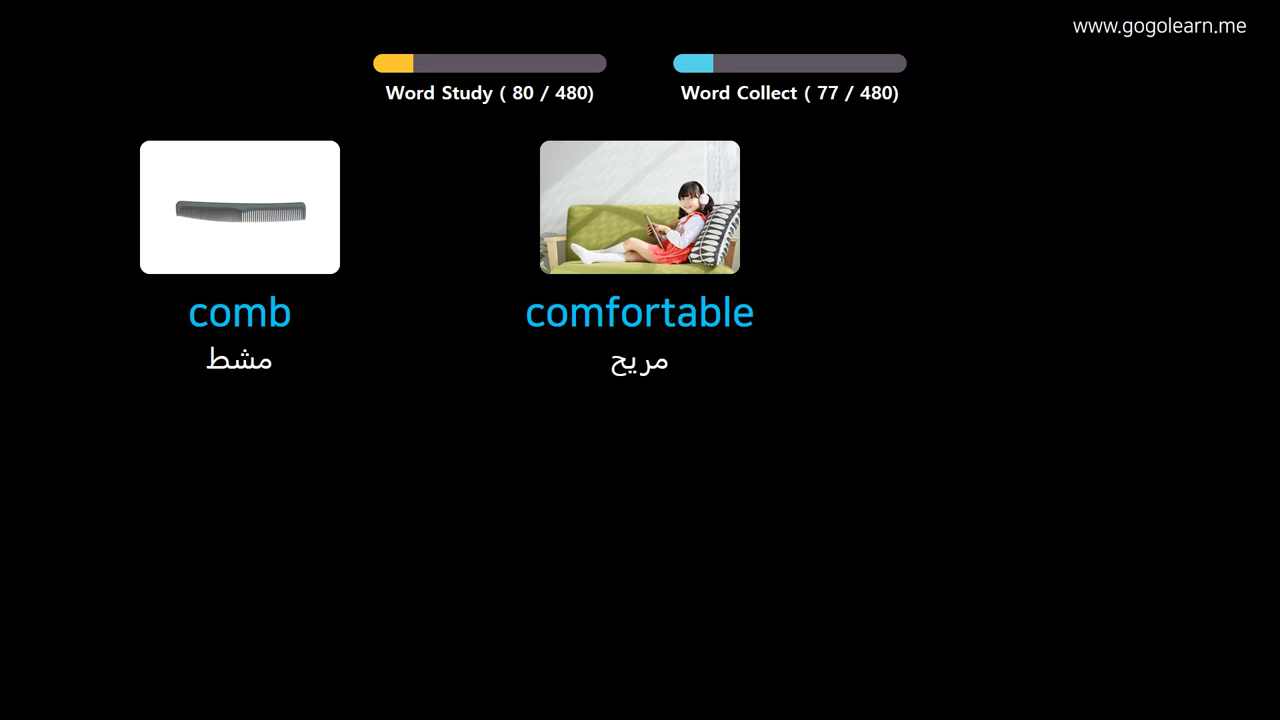 www.gogolearn.me
Word Study ( 80 / 480)
Word Collect ( 77 / 480)
comb
مشط
comfortable
مريح